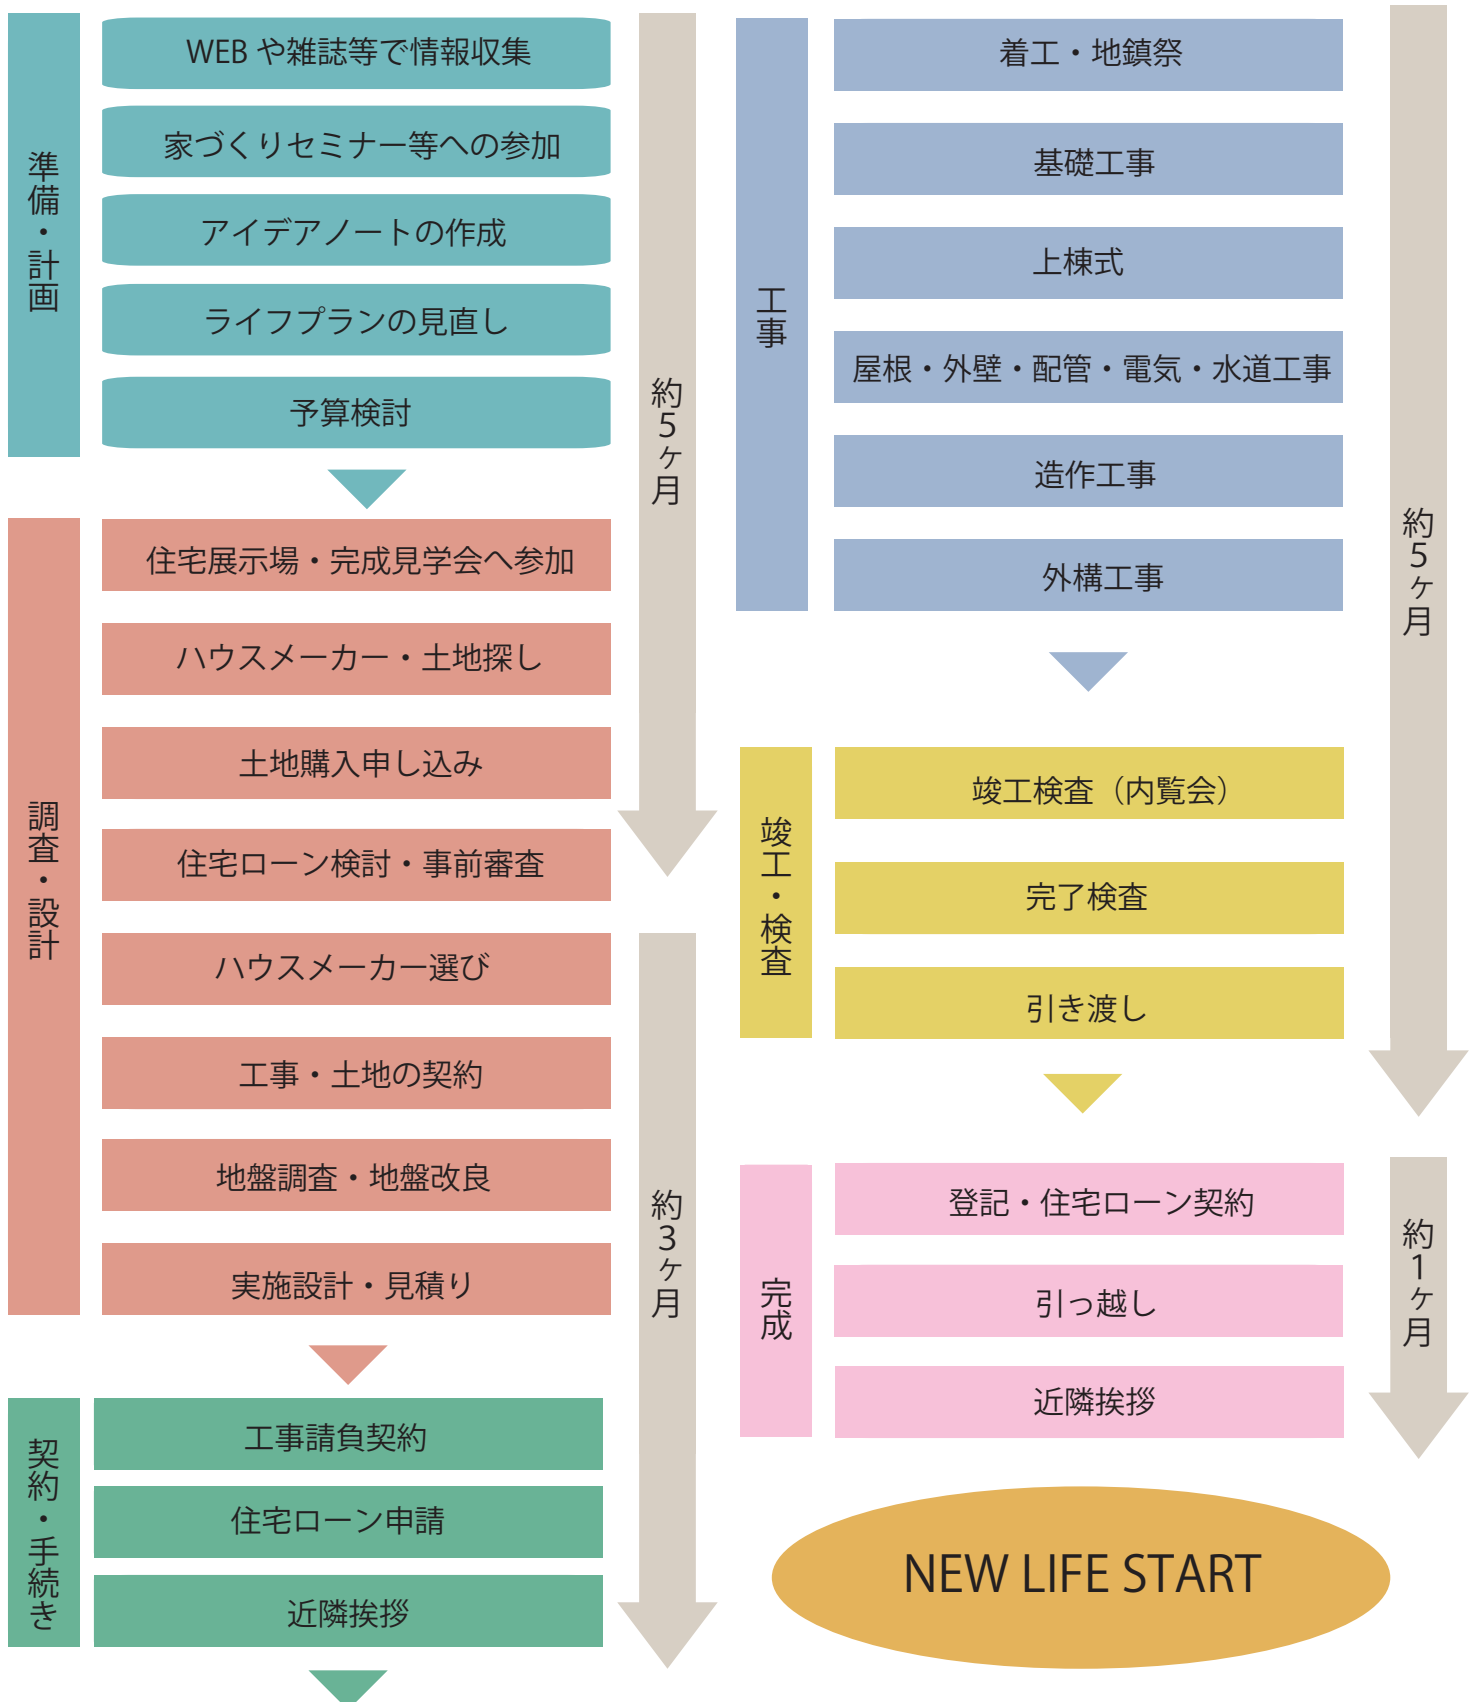 準備・計画
WEBや雑誌等で情報収集
家づくりセミナー等への参加
アイデアノートの作成
ライフプランの見直し
予算検討
調査・設計
住宅展示場・完成見学会へ参加
ハウスメーカー・土地探し
土地購入申し込み
住宅ローン検討・事前審査
ハウスメーカー選び
工事・土地の契約
地盤調査・地盤改良
実施設計・見積り
契約・手続き
工事請負契約
住宅ローン申請
近隣挨拶
約5ヶ月
約3ヶ月
工事
着工・地鎮祭
基礎工事
上棟式
屋根・外壁・配管・電気・水道工事
造作工事
外構工事
竣工・検査
竣工検査（内覧会）
完了検査
引き渡し
完成
登記・住宅ローン契約
引っ越し
近隣挨拶
約5ヶ月
約1ヶ月
NEW LIFE START